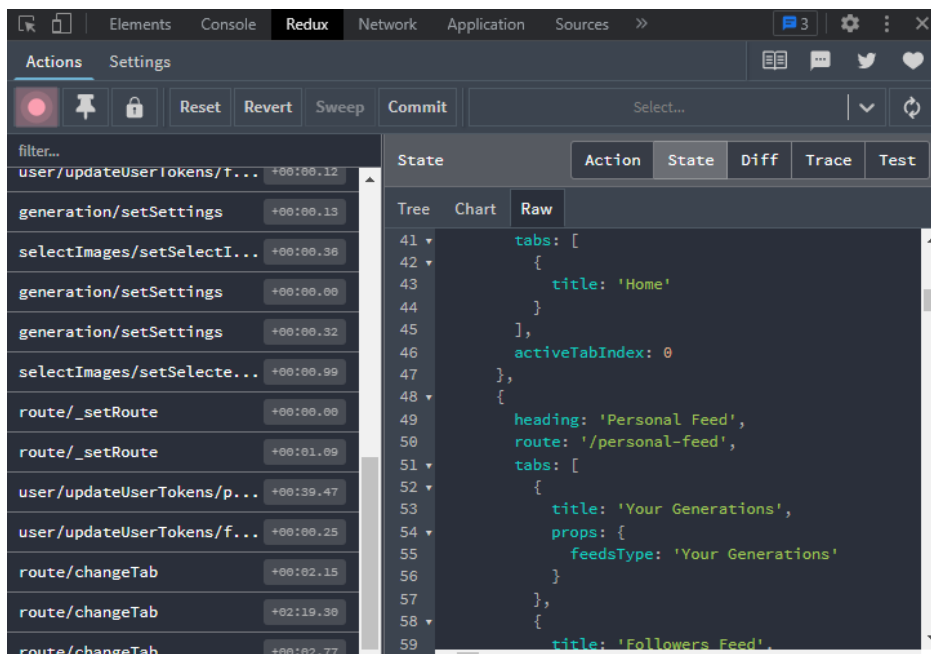 Elements Console Redux Network Application Sources » 3
Actions Settings
Reset Revert Sweep Commit Select...
filter...
State Action State Diff Trace Test
Tree Chart Raw
user/updateUserTokens/f... +00:00.12
generation/setSettings +00:00.13
selectImages/setSelectI... +00:00.36
generation/setSettings +00:00.00
generation/setSettings +00:00.32
selectImages/setSelecte... +00:00.99
route/_setRoute +00:00.00
route/_setRoute +00:01.09
user/updateUserTokens/p... +00:39.47
user/updateUserTokens/f... +00:00.25
route/changeTab +00:02.15
route/changeTab +02:19.30
route/changeTab +00:02.77
41 tabs: [
42 {
43 title: 'Home'
44 }
45 ],
46 activeTabIndex: 0
47 },
48 {
49 heading: 'Personal Feed',
50 route: '/personal-feed',
51 tabs: [
52 {
53 title: 'Your Generations',
54 props: {
55 feedsType: 'Your Generations'
56 }
57 },
58 {
59 title: 'Followers Feed',